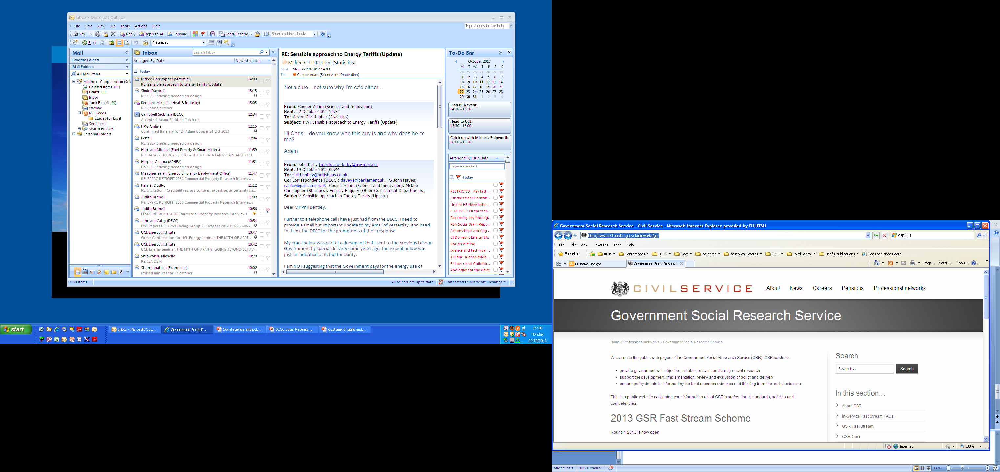 Inbox - Microsoft Outlook
File Edit View Go Tools Actions Help
Type a question for help
New Reply Reply to All Forward Send/Receive Search address books
Back Messages
Mail
Favorite Folders
Mail Folders
All Mail Items
Mailbox - Cooper Adam (Scie
Deleted Items (11)
Drafts [39]
Inbox
Junk E-mail [29]
Outbox
RSS Feeds
Études for Excel
Sent Items
Search Folders
Personal Folders
Inbox
Search Inbox
Arranged By: Date Newest on top
Today
Mckee Christopher (Statistics) 14:03
RE: Sensible approach to Energy Tariffs (Update)
Simin Davoudi 13:13
RE: SSEP briefing needed on design
Kennard Michelle (Heat & Industry) 13:03
RE: Phone number
Campbell Siobhan (DECC) 12:34
Accepted: Adam-Siobhan Catch up
HRG Online 12:15
Confirmed Itinerary for Dr Adam Cooper 24 Oct 2012
Petts J. 12:04
RE: SSEP briefing needed on design
Harrison Michael (Fuel Poverty & Smart Meters) 11:59
RE: DATA & ENERGY SPECIAL – THE UK DATA LANDSCAPE AND ROLL ...
Harper, Gemma (APHEA) 11:51
Re: SSEP briefing needed on design
Meagher Sarah (Energy Efficiency Deployment Office) 11:47
RE: EPSRC RETROFIT 2050 Commercial Property Research Interviews
Harriet Dudley 11:12
RE: Invitation - Credibility across cultures: expertise, uncertainty an...
Judith Britnell 11:09
Re: EPSRC RETROFIT 2050 Commercial Property Research Interviews
Judith Britnell 10:56
EPSRC RETROFIT 2050 Commercial Property Research Interviews
Johnson Cathy (DECC) 10:54
FW: Papers DECC Wellbeing Group 31 October 2012 16:00 LG06 ...
UCL Energy Institute 10:47
Order Confirmation for UCL-Energy seminar: THE MYTH OF APAT...
UCL Energy Institute 10:42
UCL-Energy seminar: THE MYTH OF APATHY: GOING BEYOND BEHAV...
Shipworth, Michelle 10:20
Re: IEA DSM
Stern Jonathan (Economics) 10:02
revised minutes for 17 october
RE: Sensible approach to Energy Tariffs (Update)
Mckee Christopher (Statistics)
Sent: Mon 22/10/2012 14:03
To: Cooper Adam (Science and Innovation)
Not a clue – not sure why I'm cc'd either…
From: Cooper Adam (Science and Innovation)
Sent: 22 October 2012 10:30
To: Mckee Christopher (Statistics)
Subject: FW: Sensible approach to Energy Tariffs (Update)
Hi Chris – do you know who this guy is and why does he cc
me?
Adam
From: John Kirby [mailto:j.w_kirby@mx-mail.eu]
Sent: 19 October 2012 09:44
To: phil.bentley@britishgas.co.uk
Cc: Correspondence (DECC); daveye@parliament.uk; PS John Hayes;
cablev@parliament.uk; Cooper Adam (Science and Innovation); Mckee
Christopher (Statistics); Enquiry Enquiry (Other Government Departments)
Subject: Sensible approach to Energy Tariffs (Update)
Dear Mr Phil Bentley,
Further to a telephone call I have just had from the DECC, I need to
provide a small but important update to my email of yesterday, and need
to thank the DECC for the promptness of their response.
My email below was part of a document that I sent to the previous Labour
Government by special delivery some years ago, the except below was
just an indication of it, but for clarity.
I am NOT suggesting that the Government pays for the energy use of
To-Do Bar
October 2012
M T W T F S S
24 25 26 27 28 29 30
1 2 3 4 5 6 7
8 9 10 11 12 13 14
15 16 17 18 19 20 21
22 23 24 25 26 27 28
29 30 31 1 2 3 4
Plan BSA event...
14:30 - 15:30
Head to UCL
15:30 - 16:00
Catch up with Michelle Shipworth
16:00 - 16:30
Arranged By: Due Date
Type a new task
Today
RESTRICTED - Key fact...
[Unclassified] Horizon...
Link to HS Newsletter...
FOR INFO: Outputs fr...
Recording key finding...
RSA Social Brain Repo...
Actions from working ...
CI Domestic Energy Ef...
Rough outline
science and technical ...
KM and science evide...
Follow up to Guildfor...
Apologies for the delay
7523 Items All folders are up to date. Connected to Microsoft Exchange
start Inbox - Microsoft Out... Government Social R... Social science and pol... DECC Social Researc... Customer Insight and...
14:30
Monday
22/10/2012
Government Social Research Service - Civil Service - Microsoft Internet Explorer provided by FUJITSU
http://www.civilservice.gov.uk/networks/gsr GSR hmt
File Edit View Favorites Tools Help
Favorites ALBs Conferences DECC Govt Research Research Centres SSEP Third Sector Useful publications Tags and Note Board
Customer insight Government Social Resea... Page Safety Tools
CIVILSERVICE About News Careers Pensions Professional networks
Government Social Research Service
Home » Professional networks » Government Social Research Service
Welcome to the public web pages of the Government Social Research Service (GSR). GSR exists to:
• provide government with objective, reliable, relevant and timely social research
• support the development, implementation, review and evaluation of policy and delivery
• ensure policy debate is informed by the best research evidence and thinking from the social sciences.
This is a public website containing core information about GSR's professional standards, policies and
competencies.
2013 GSR Fast Stream Scheme
Round 1 2013 is now open
Search
Search.. Search
In this section…
About GSR
In-Service Fast Stream FAQs
GSR Fast Stream
GSR Code
Internet 100%
Slide 9 of 9 "DECC theme" 66%